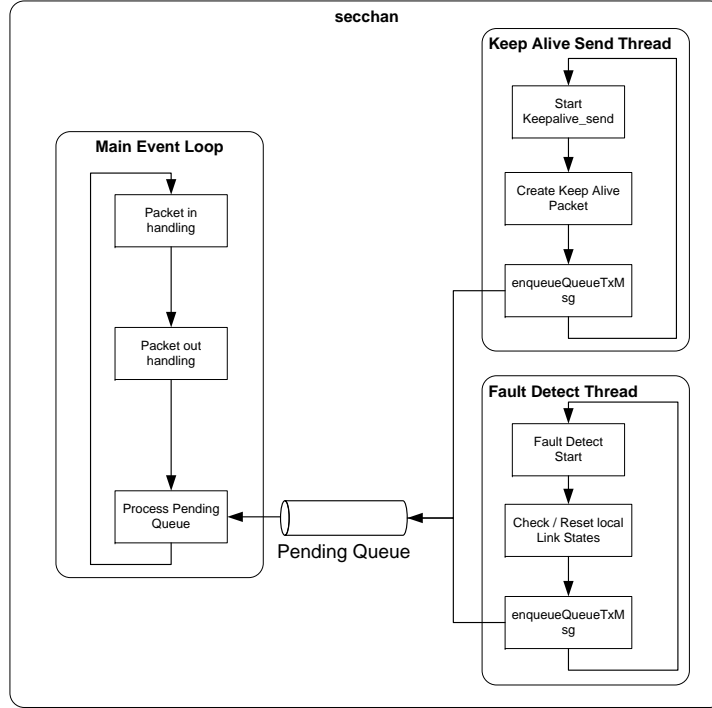 secchan
Keep Alive Send Thread
Start
Keepalive_send
Create Keep Alive
Packet
enqueueQueueTxM
sg
Main Event Loop
Packet in
handling
Packet out
handling
Process Pending
Queue
Pending Queue
Fault Detect Thread
Fault Detect
Start
Check / Reset local
Link States
enqueueQueueTxM
sg